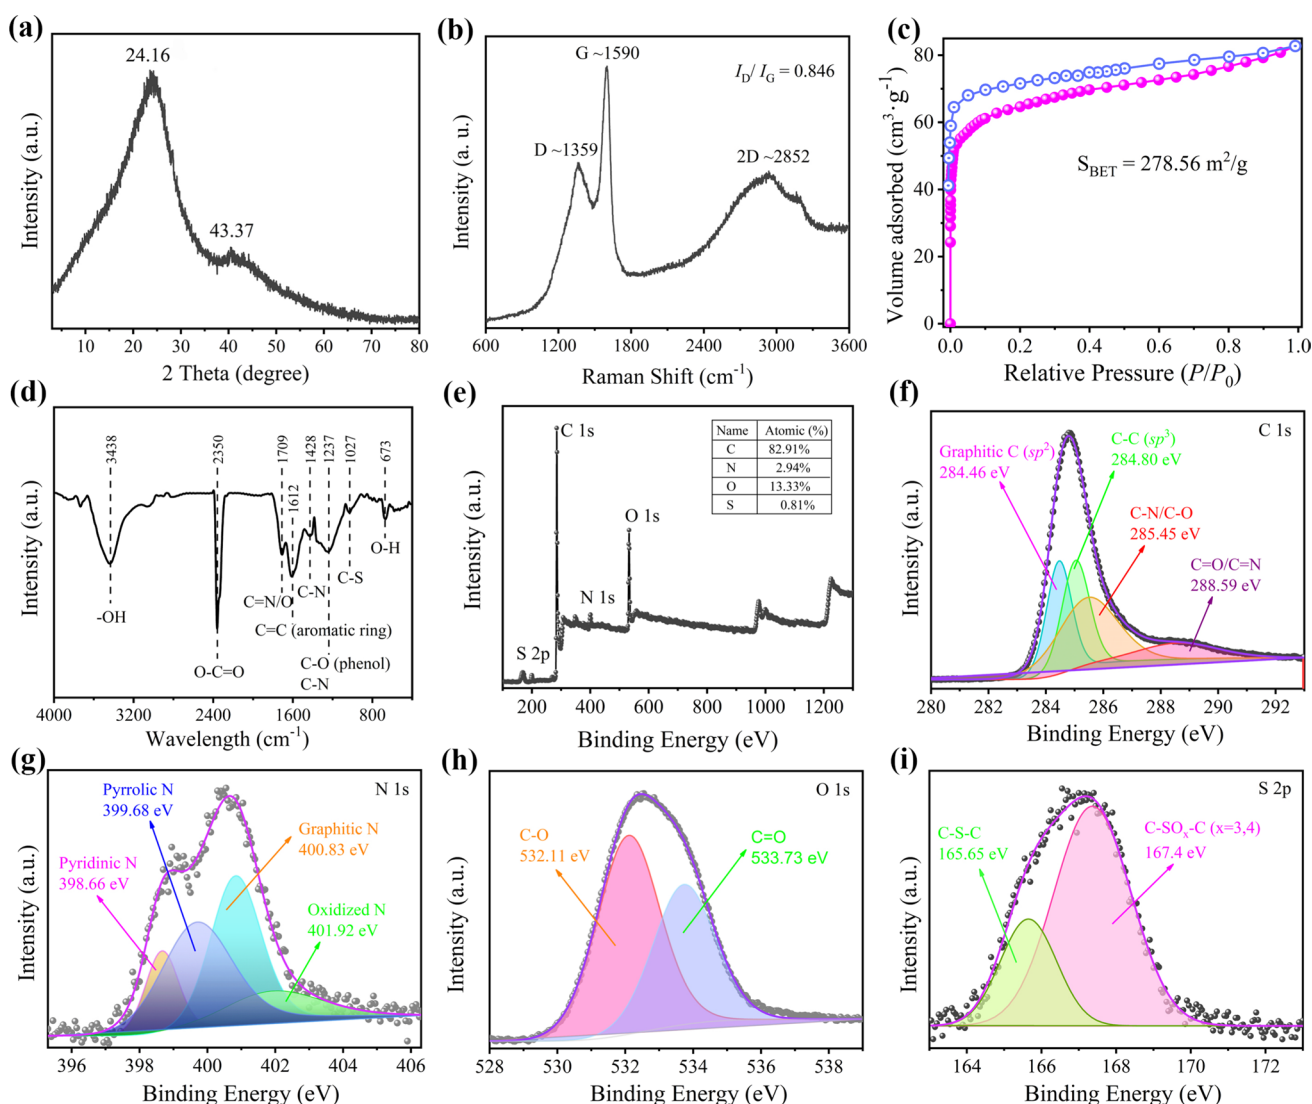 (a)
24.16
43.37
Intensity (a.u.)
10 20 30 40 50 60 70 80
2 Theta (degree)
(b)
G ~1590
I_D/ I_G = 0.846
D ~1359
2D ~2852
Intensity (a. u.)
600 1200 1800 2400 3000 3600
Raman Shift (cm⁻¹)
(c)
80
60
40
20
0
S_BET = 278.56 m²/g
Volume adsorbed (cm³·g⁻¹)
0.0 0.2 0.4 0.6 0.8 1.0
Relative Pressure (P/P₀)
(d)
3438
2350
1709
1612
1428
1237
1027
673
O-H
C-S
C-N
C=N/O
-OH
C=C (aromatic ring)
C-O (phenol)
O-C=O
C-N
Intensity (a.u.)
4000 3200 2400 1600 800
Wavelength (cm⁻¹)
(e)
C 1s
Name Atomic (%)
C 82.91%
N 2.94%
O 13.33%
S 0.81%
O 1s
N 1s
S 2p
Intensity (a.u.)
200 400 600 800 1000 1200
Binding Energy (eV)
(f)
C 1s
Graphitic C (sp²)
284.46 eV
C-C (sp³)
284.80 eV
C-N/C-O
285.45 eV
C=O/C=N
288.59 eV
Intensity (a.u.)
280 282 284 286 288 290 292
Binding Energy (eV)
(g)
N 1s
Pyrrolic N
399.68 eV
Graphitic N
400.83 eV
Pyridinic N
398.66 eV
Oxidized N
401.92 eV
Intensity (a.u.)
396 398 400 402 404 406
Binding Energy (eV)
(h)
O 1s
C-O
532.11 eV
C=O
533.73 eV
Intensity (a.u.)
528 530 532 534 536 538
Binding Energy (eV)
(i)
S 2p
C-S-C
165.65 eV
C-SOₓ-C (x=3,4)
167.4 eV
Intensity (a.u.)
164 166 168 170 172
Binding Energy (eV)